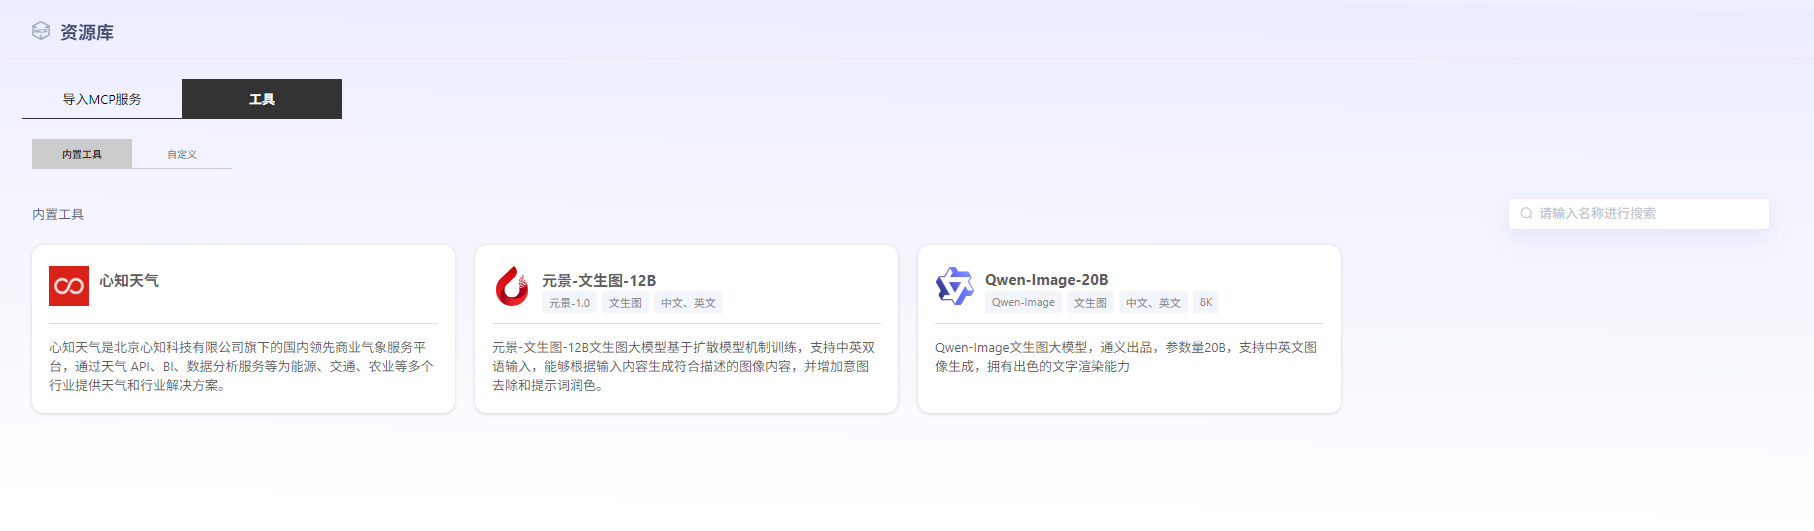 资源库
导入MCP服务
工具
内置工具
自定义
内置工具
请输入名称进行搜索
心知天气
心知天气是北京心知科技有限公司旗下的国内领先商业气象服务平
台，通过天气 API、BI、数据分析服务等为能源、交通、农业等多个
行业提供天气和行业解决方案。
元景-文生图-12B
元景-1.0
文生图
中文、英文
元景-文生图-12B文生图大模型基于扩散模型机制训练，支持中英双
语输入，能够根据输入内容生成符合描述的图像内容，并增加意图
去除和提示词润色。
Qwen-Image-20B
Qwen-Image
文生图
中文、英文
8K
Qwen-Image文生图大模型，通义出品，参数量20B，支持中英文图
像生成，拥有出色的文字渲染能力